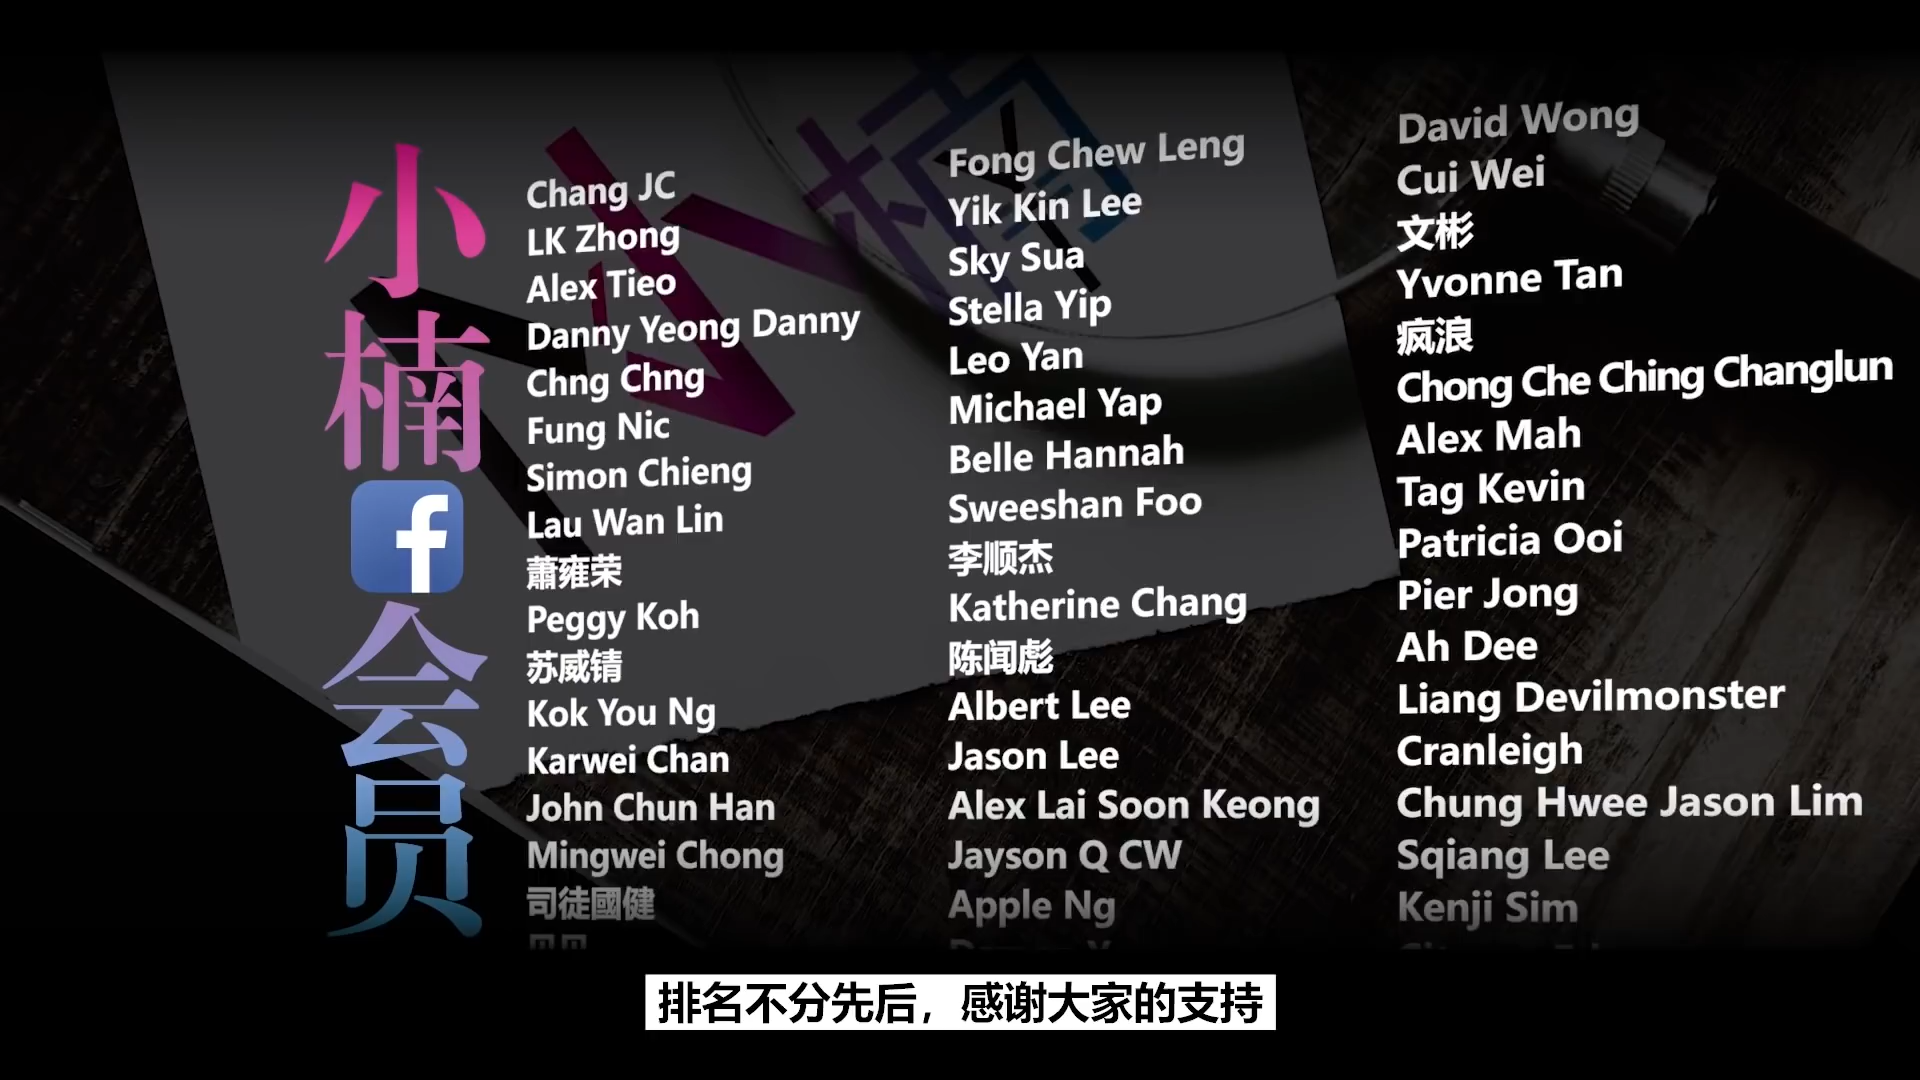 小楠
f
会员
Chang JC
LK Zhong
Alex Tieo
Danny Yeong Danny
Chng Chng
Fung Nic
Simon Chieng
Lau Wan Lin
蕭雍荣
Peggy Koh
苏威锖
Kok You Ng
Karwei Chan
John Chun Han
Mingwei Chong
司徒國健
Fong Chew Leng
Yik Kin Lee
Sky Sua
Stella Yip
Leo Yan
Michael Yap
Belle Hannah
Sweeshan Foo
李顺杰
Katherine Chang
陈闻彪
Albert Lee
Jason Lee
Alex Lai Soon Keong
Jayson Q CW
Apple Ng
David Wong
Cui Wei
文彬
Yvonne Tan
疯浪
Chong Che Ching Changlun
Alex Mah
Tag Kevin
Patricia Ooi
Pier Jong
Ah Dee
Liang Devilmonster
Cranleigh
Chung Hwee Jason Lim
Sqiang Lee
Kenji Sim
排名不分先后，感谢大家的支持